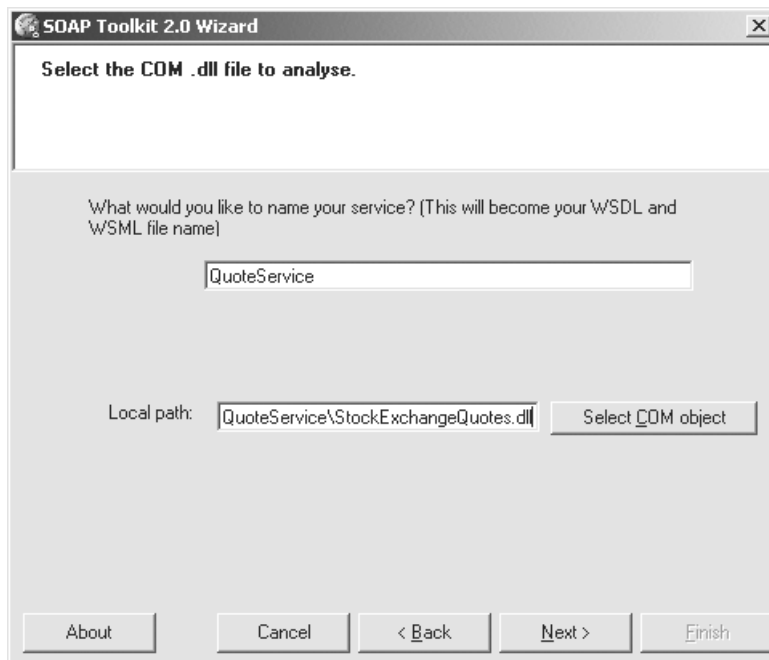 SOAP Toolkit 2.0 Wizard
Select the COM .dll file to analyse.
What would you like to name your service? (This will become your WSDL and
WSML file name)
QuoteService
Local path:
QuoteService\StockExchangeQuotes.dll
Select COM object
About
Cancel
< Back
Next >
Finish